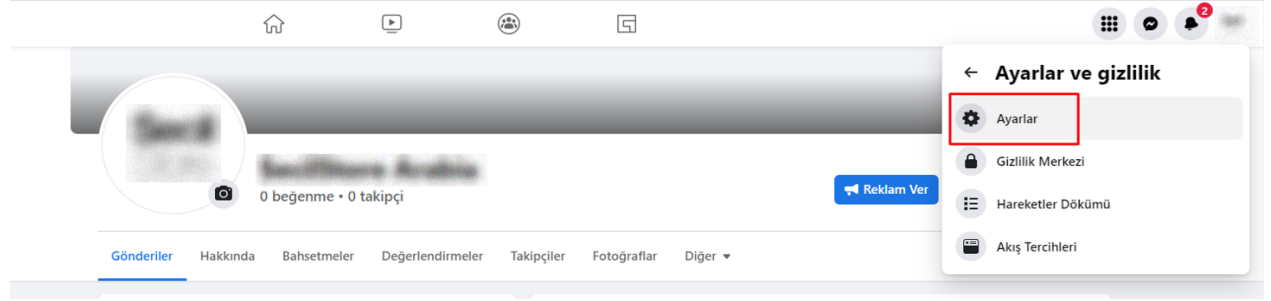 2
Ayarlar ve gizlilik
Ayarlar
Gizlilik Merkezi
Hareketler Dökümü
Akış Tercihleri
0 beğenme • 0 takipçi
Reklam Ver
Gönderiler Hakkında Bahsetmeler Değerlendirmeler Takipçiler Fotoğraflar Diğer